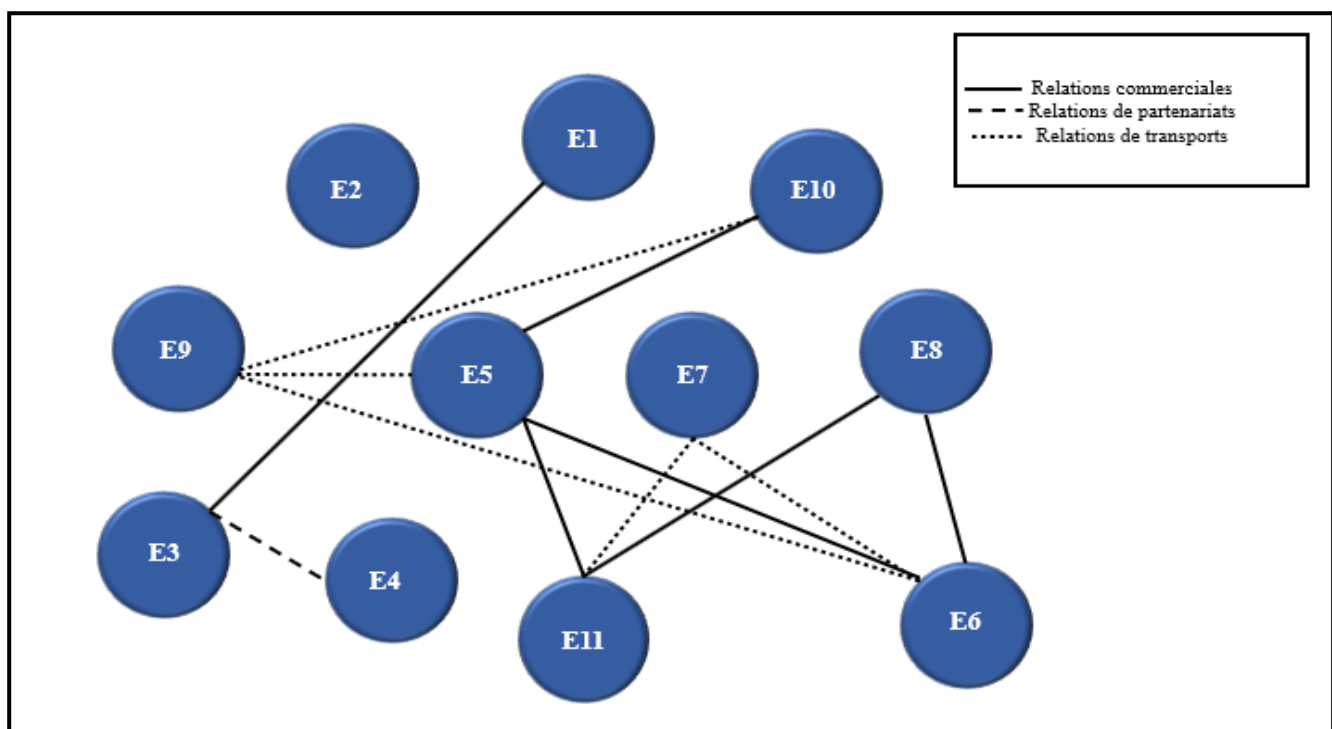 Relations commerciales
Relations de partenariats
Relations de transports
E1
E2
E10
E9
E5
E7
E8
E3
E4
E11
E6